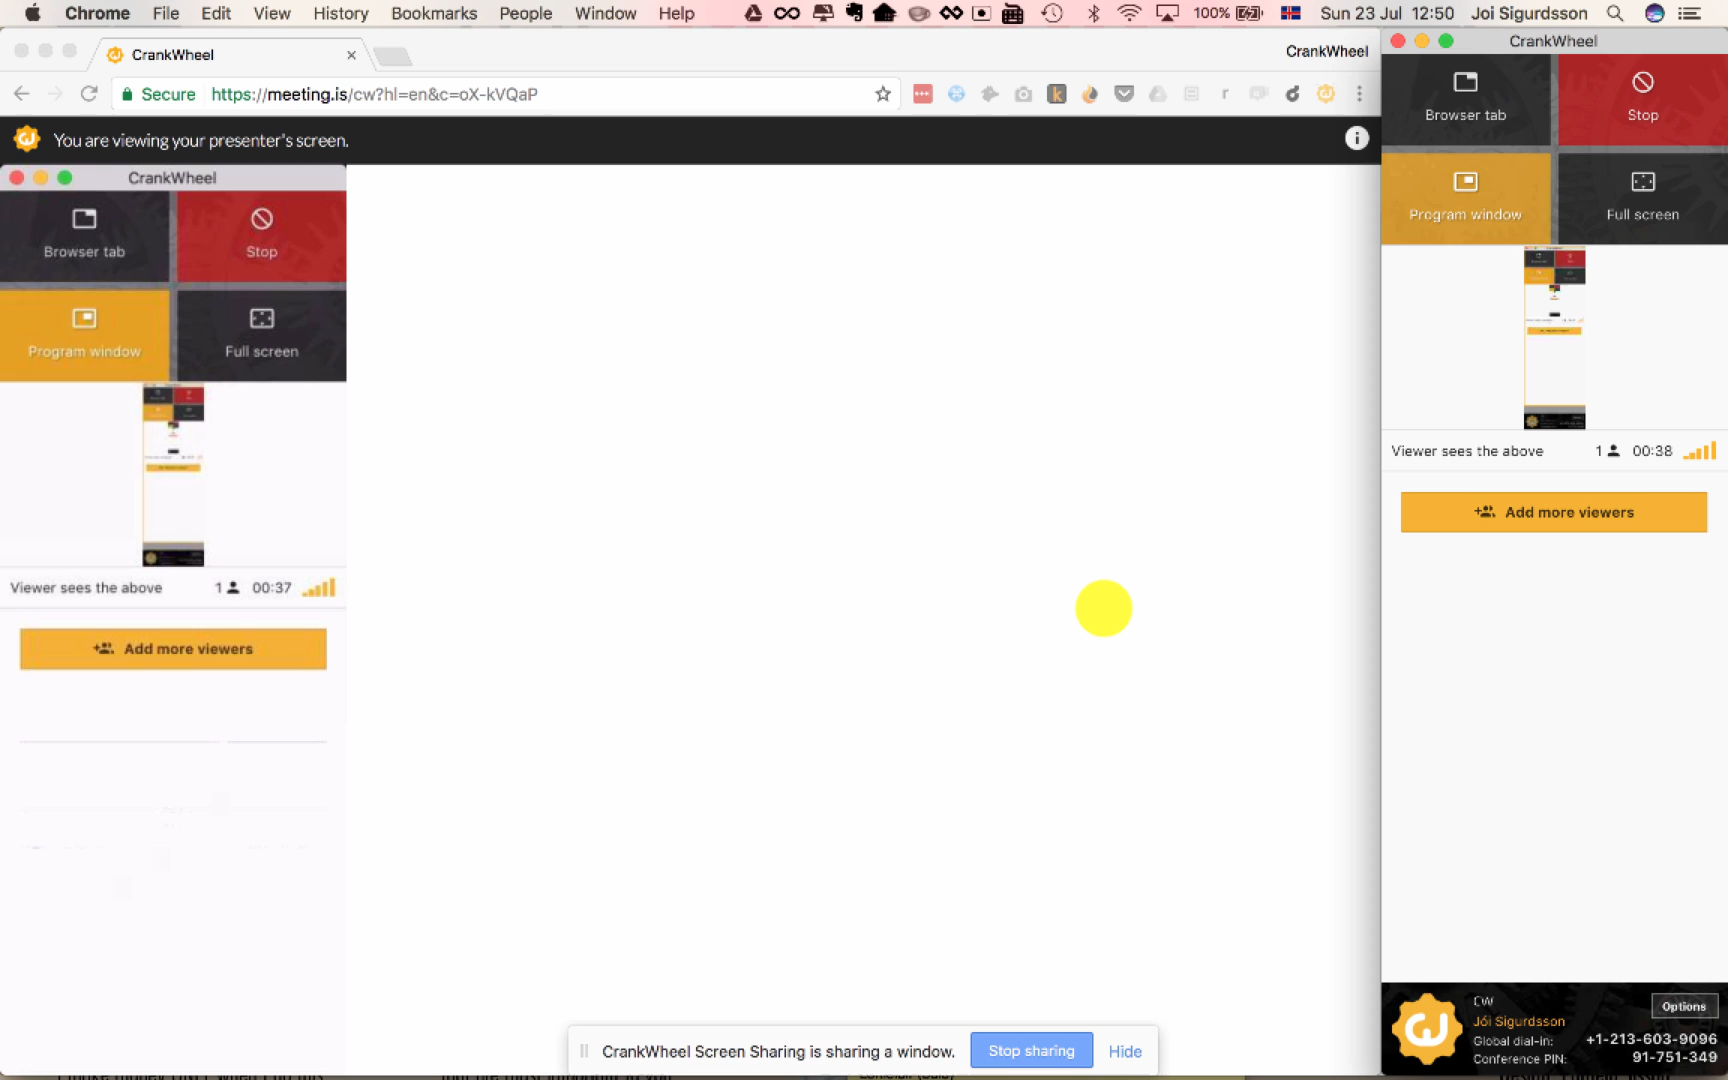 Chrome File Edit View History Bookmarks People Window Help 100% Sun 23 Jul 12:50 Joi Sigurdsson
CrankWheel
CrankWheel
Secure https://meeting.is/cw?hl=en&c=oX-kVQaP
You are viewing your presenter's screen.
CrankWheel
Browser tab
Stop
Program window
Full screen
Viewer sees the above 1 00:37
Add more viewers
CrankWheel
Browser tab
Stop
Program window
Full screen
Viewer sees the above 1 00:38
Add more viewers
CrankWheel Screen Sharing is sharing a window. Stop sharing Hide
CW
Options
Jói Sigurdsson
Global dial-in: +1-213-603-9096
Conference PIN: 91-751-349